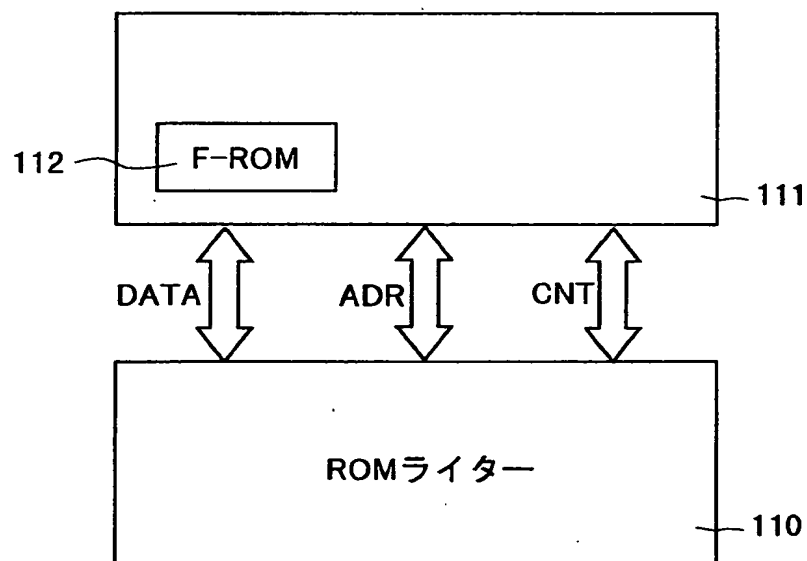 112
F-ROM
111
DATA
ADR
CNT
ROMライター
110